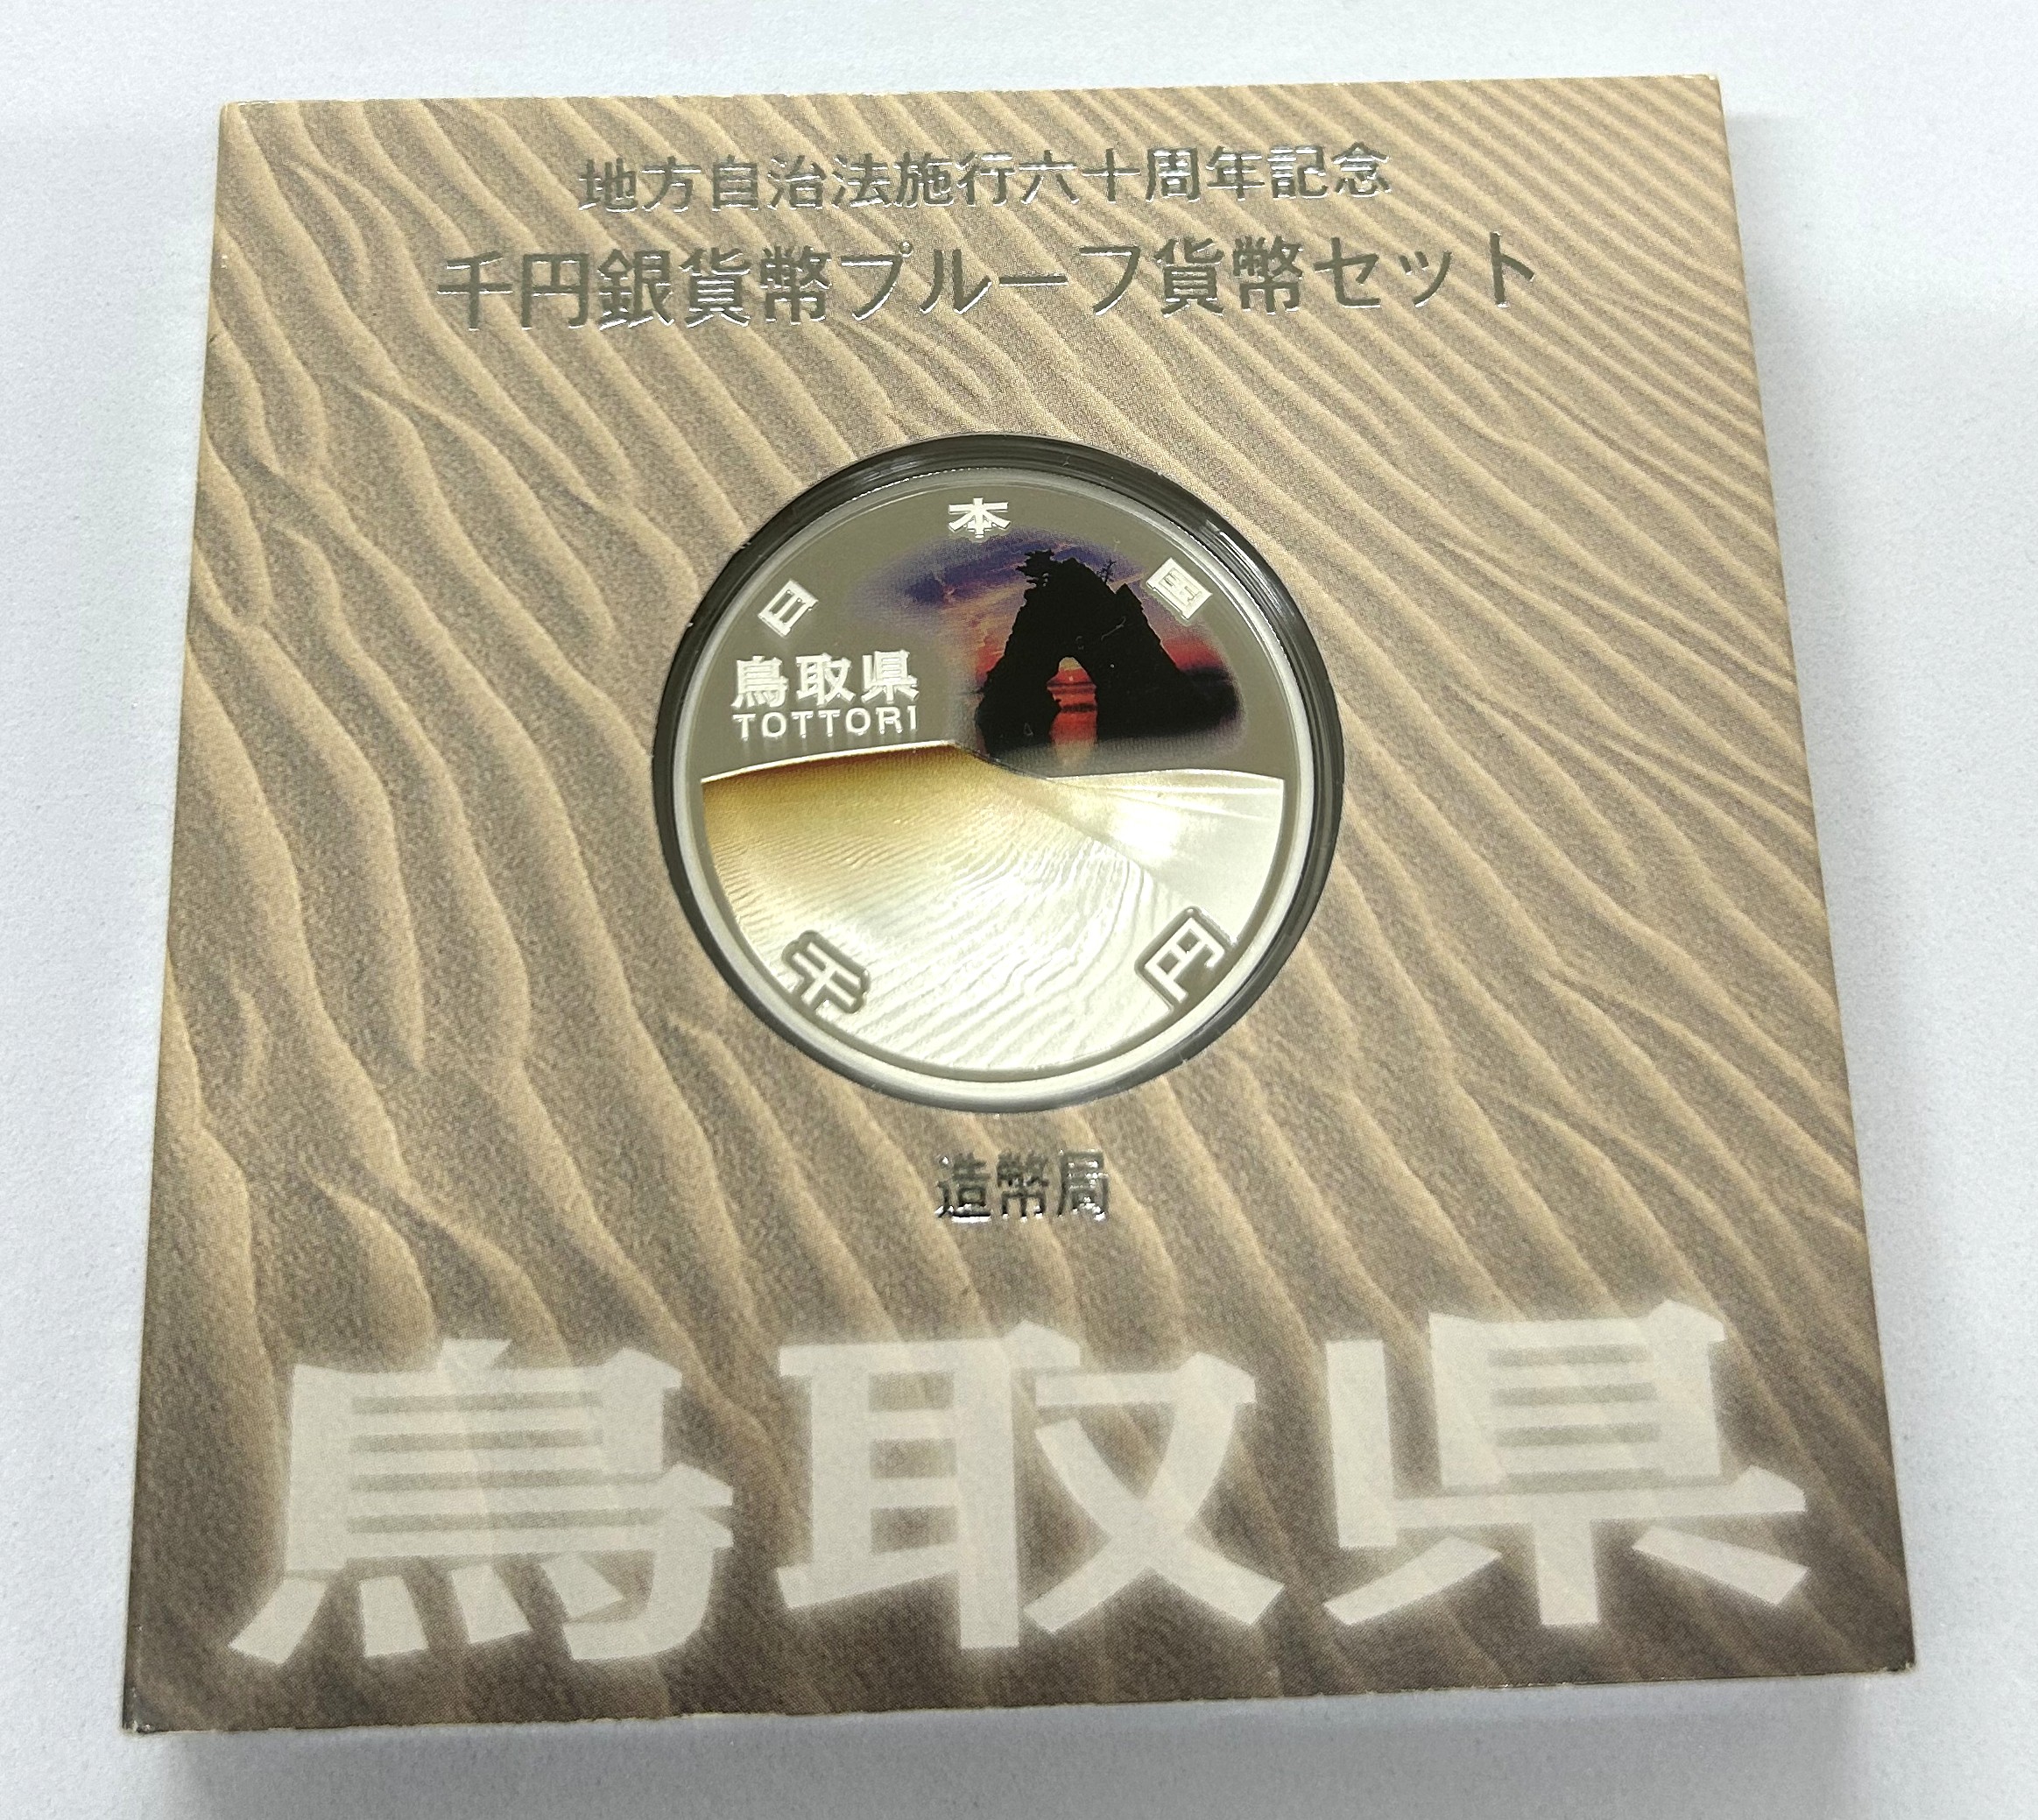 地方自治法施行六十周年記念
千円銀貨幣プルーフ貨幣セット
日本国
鳥取県
TOTTORI
千円
造幣局
鳥取県